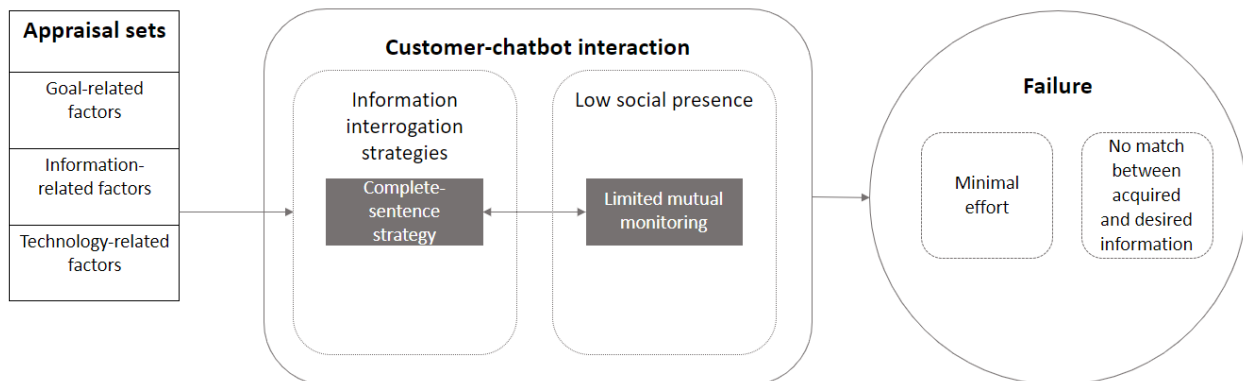 Appraisal sets
Goal-related
factors
Information-
related factors
Technology-related
factors
Customer-chatbot interaction
Information
interrogation
strategies
Complete-
sentence
strategy
Low social presence
Limited mutual
monitoring
Failure
Minimal
effort
No match
between
acquired
and desired
information